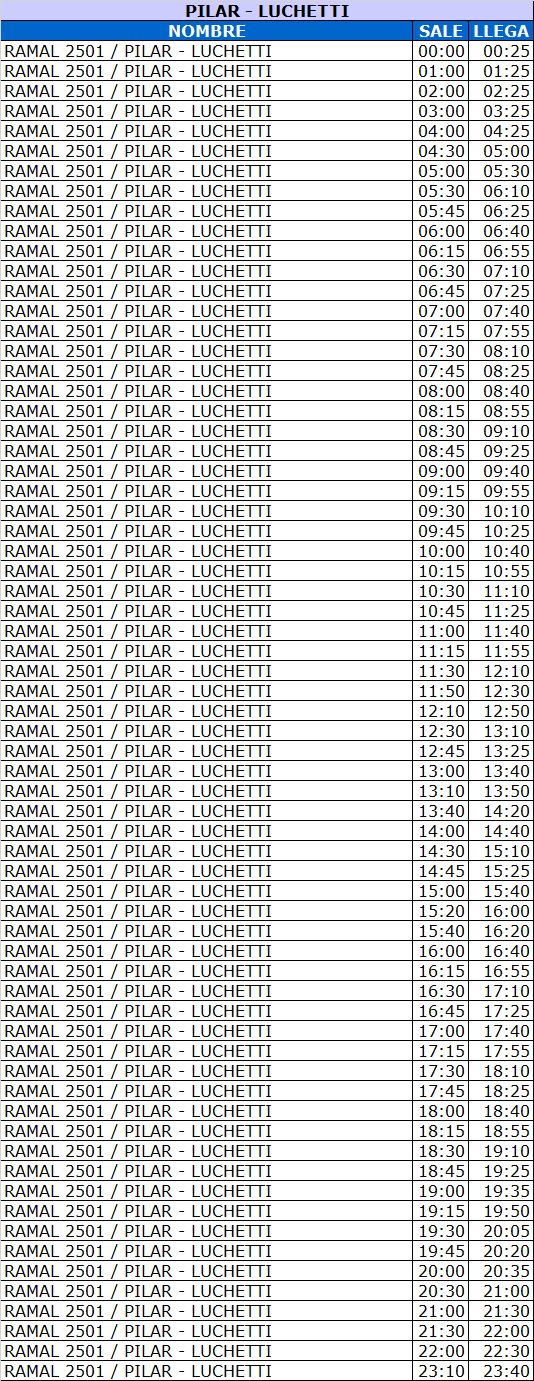 PILAR - LUCHETTI
NOMBRE SALE LLEGA
RAMAL 2501 / PILAR - LUCHETTI 00:00 00:25
RAMAL 2501 / PILAR - LUCHETTI 01:00 01:25
RAMAL 2501 / PILAR - LUCHETTI 02:00 02:25
RAMAL 2501 / PILAR - LUCHETTI 03:00 03:25
RAMAL 2501 / PILAR - LUCHETTI 04:00 04:25
RAMAL 2501 / PILAR - LUCHETTI 04:30 05:00
RAMAL 2501 / PILAR - LUCHETTI 05:00 05:30
RAMAL 2501 / PILAR - LUCHETTI 05:30 06:10
RAMAL 2501 / PILAR - LUCHETTI 05:45 06:25
RAMAL 2501 / PILAR - LUCHETTI 06:00 06:40
RAMAL 2501 / PILAR - LUCHETTI 06:15 06:55
RAMAL 2501 / PILAR - LUCHETTI 06:30 07:10
RAMAL 2501 / PILAR - LUCHETTI 06:45 07:25
RAMAL 2501 / PILAR - LUCHETTI 07:00 07:40
RAMAL 2501 / PILAR - LUCHETTI 07:15 07:55
RAMAL 2501 / PILAR - LUCHETTI 07:30 08:10
RAMAL 2501 / PILAR - LUCHETTI 07:45 08:25
RAMAL 2501 / PILAR - LUCHETTI 08:00 08:40
RAMAL 2501 / PILAR - LUCHETTI 08:15 08:55
RAMAL 2501 / PILAR - LUCHETTI 08:30 09:10
RAMAL 2501 / PILAR - LUCHETTI 08:45 09:25
RAMAL 2501 / PILAR - LUCHETTI 09:00 09:40
RAMAL 2501 / PILAR - LUCHETTI 09:15 09:55
RAMAL 2501 / PILAR - LUCHETTI 09:30 10:10
RAMAL 2501 / PILAR - LUCHETTI 09:45 10:25
RAMAL 2501 / PILAR - LUCHETTI 10:00 10:40
RAMAL 2501 / PILAR - LUCHETTI 10:15 10:55
RAMAL 2501 / PILAR - LUCHETTI 10:30 11:10
RAMAL 2501 / PILAR - LUCHETTI 10:45 11:25
RAMAL 2501 / PILAR - LUCHETTI 11:00 11:40
RAMAL 2501 / PILAR - LUCHETTI 11:15 11:55
RAMAL 2501 / PILAR - LUCHETTI 11:30 12:10
RAMAL 2501 / PILAR - LUCHETTI 11:50 12:30
RAMAL 2501 / PILAR - LUCHETTI 12:10 12:50
RAMAL 2501 / PILAR - LUCHETTI 12:30 13:10
RAMAL 2501 / PILAR - LUCHETTI 12:45 13:25
RAMAL 2501 / PILAR - LUCHETTI 13:00 13:40
RAMAL 2501 / PILAR - LUCHETTI 13:10 13:50
RAMAL 2501 / PILAR - LUCHETTI 13:40 14:20
RAMAL 2501 / PILAR - LUCHETTI 14:00 14:40
RAMAL 2501 / PILAR - LUCHETTI 14:30 15:10
RAMAL 2501 / PILAR - LUCHETTI 14:45 15:25
RAMAL 2501 / PILAR - LUCHETTI 15:00 15:40
RAMAL 2501 / PILAR - LUCHETTI 15:20 16:00
RAMAL 2501 / PILAR - LUCHETTI 15:40 16:20
RAMAL 2501 / PILAR - LUCHETTI 16:00 16:40
RAMAL 2501 / PILAR - LUCHETTI 16:15 16:55
RAMAL 2501 / PILAR - LUCHETTI 16:30 17:10
RAMAL 2501 / PILAR - LUCHETTI 16:45 17:25
RAMAL 2501 / PILAR - LUCHETTI 17:00 17:40
RAMAL 2501 / PILAR - LUCHETTI 17:15 17:55
RAMAL 2501 / PILAR - LUCHETTI 17:30 18:10
RAMAL 2501 / PILAR - LUCHETTI 17:45 18:25
RAMAL 2501 / PILAR - LUCHETTI 18:00 18:40
RAMAL 2501 / PILAR - LUCHETTI 18:15 18:55
RAMAL 2501 / PILAR - LUCHETTI 18:30 19:10
RAMAL 2501 / PILAR - LUCHETTI 18:45 19:25
RAMAL 2501 / PILAR - LUCHETTI 19:00 19:35
RAMAL 2501 / PILAR - LUCHETTI 19:15 19:50
RAMAL 2501 / PILAR - LUCHETTI 19:30 20:05
RAMAL 2501 / PILAR - LUCHETTI 19:45 20:20
RAMAL 2501 / PILAR - LUCHETTI 20:00 20:35
RAMAL 2501 / PILAR - LUCHETTI 20:30 21:00
RAMAL 2501 / PILAR - LUCHETTI 21:00 21:30
RAMAL 2501 / PILAR - LUCHETTI 21:30 22:00
RAMAL 2501 / PILAR - LUCHETTI 22:00 22:30
RAMAL 2501 / PILAR - LUCHETTI 23:10 23:40